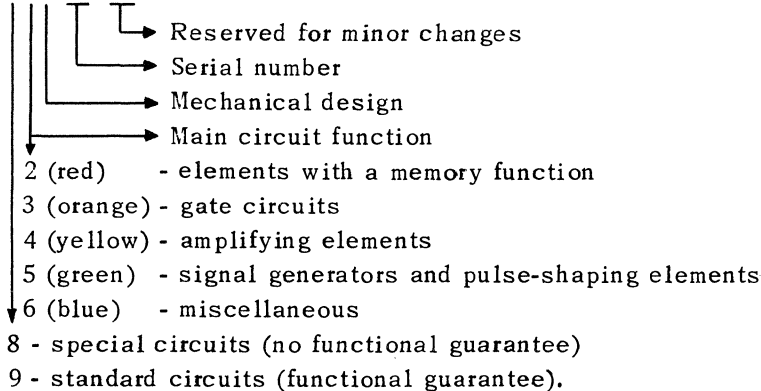 Reserved for minor changes
Serial number
Mechanical design
Main circuit function
2 (red) - elements with a memory function
3 (orange) - gate circuits
4 (yellow) - amplifying elements
5 (green) - signal generators and pulse-shaping elements
6 (blue) - miscellaneous
8 - special circuits (no functional guarantee)
9 - standard circuits (functional guarantee).